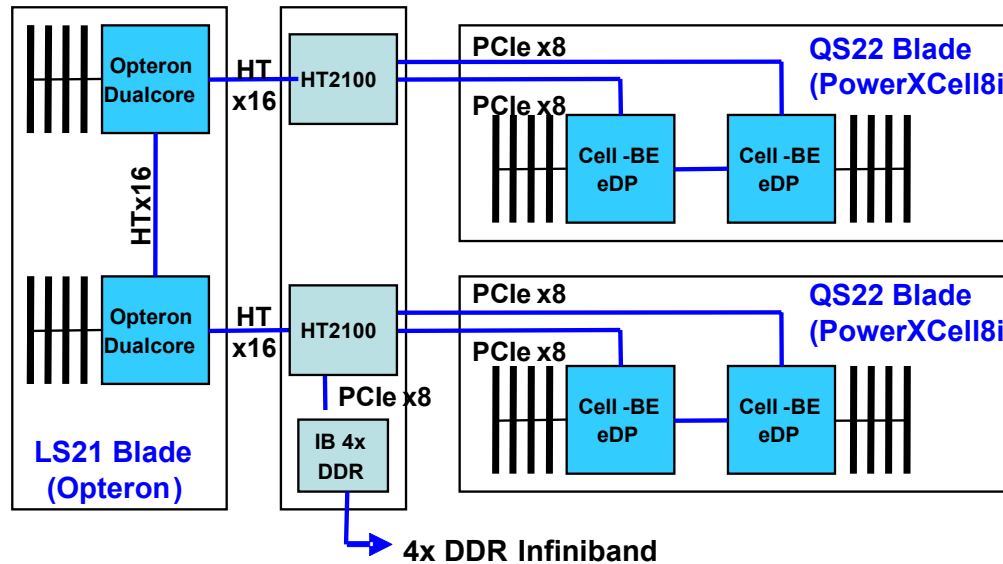 Opteron
Dualcore
HT
x16
HT2100
PCIe x8
PCIe x8
QS22 Blade
(PowerXCell8i
Cell -BE
eDP
Cell -BE
eDP
HTx16
Opteron
Dualcore
HT
x16
HT2100
PCIe x8
PCIe x8
QS22 Blade
(PowerXCell8i
Cell -BE
eDP
Cell -BE
eDP
PCIe x8
IB 4x
DDR
LS21 Blade
(Opteron)
4x DDR Infiniband